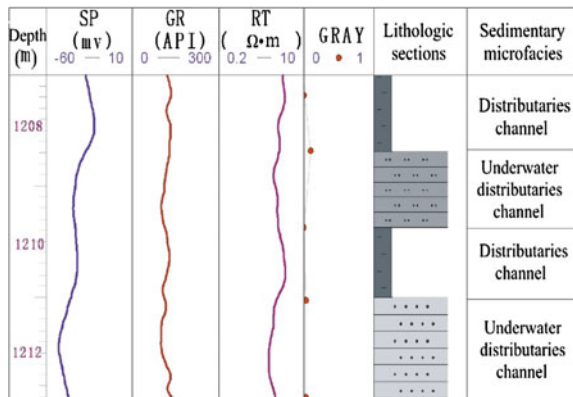 Depth
(m)
SP
(mv)
-60 — 10
GR
(API)
0 — 300
RT
( Ω•m )
0.2 — 10
GRAY
0 • 1
Lithologic
sections
Sedimentary
microfacies
1208
1210
1212
Distributaries
channel
Underwater
distributaries
channel
Distributaries
channel
Underwater
distributaries
channel